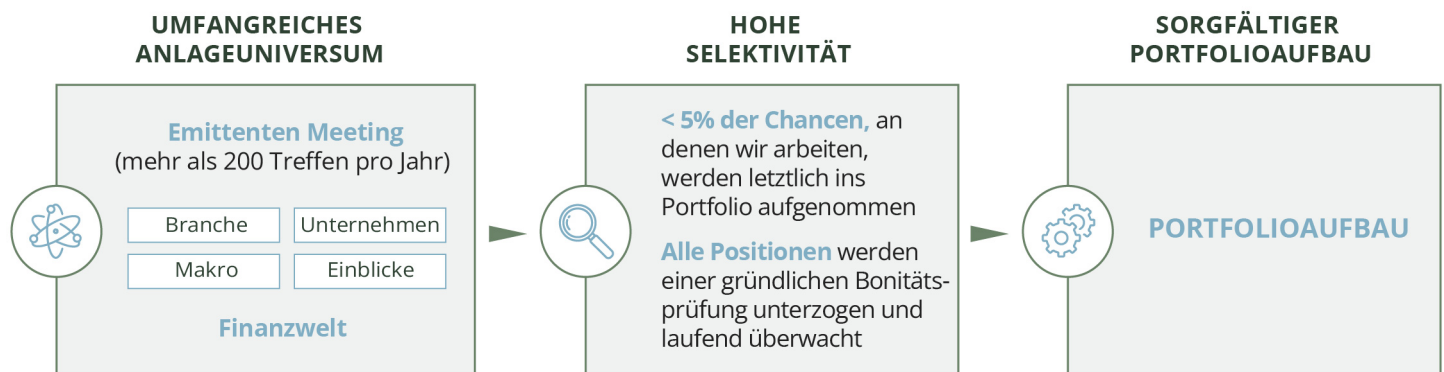 UMFANGREICHES
ANLAGEUNIVERSUM
Emittenten Meeting
(mehr als 200 Treffen pro Jahr)
Branche
Unternehmen
Makro
Einblicke
Finanzwelt
HOHE
SELEKTIVITÄT
< 5% der Chancen, an
denen wir arbeiten,
werden letztlich ins
Portfolio aufgenommen
Alle Positionen werden
einer gründlichen Bonitäts-
prüfung unterzogen und
laufend überwacht
SORGFÄLTIGER
PORTFOLIOAUFBAU
PORTFOLIOAUFBAU